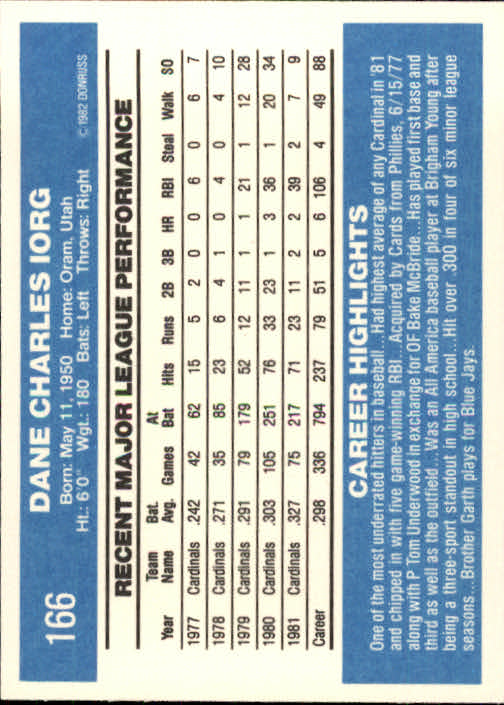 166
DANE CHARLES IORG
Born: May 11, 1950 Home: Oram, Utah
Ht.: 6'0" Wgt.: 180 Bats: Left Throws: Right © 1982 DONRUSS
RECENT MAJOR LEAGUE PERFORMANCE
Year Team Name Bat. Avg. Games At Bat Hits Runs 2B 3B HR RBI Steal Walk SO
1977 Cardinals .242 42 62 15 5 2 0 0 6 0 6 7
1978 Cardinals .271 35 85 23 6 4 1 0 4 0 4 10
1979 Cardinals .291 79 179 52 12 11 1 1 21 1 12 28
1980 Cardinals .303 105 251 76 33 23 1 3 36 1 20 34
1981 Cardinals .327 75 217 71 23 11 2 2 39 2 7 9
Career .298 336 794 237 79 51 5 6 106 4 49 88
CAREER HIGHLIGHTS
One of the most underrated hitters in baseball...Had highest average of any Cardinal in '81
and chipped in with five game-winning RBI...Acquired by Cards from Phillies, 6/15/77
along with P Tom Underwood in exchange for OF Bake McBride...Has played first base and
third as well as the outfield...Was an All America baseball player at Brigham Young after
being a three-sport standout in high school...Hit over .300 in four of six minor league
seasons...Brother Garth plays for Blue Jays.